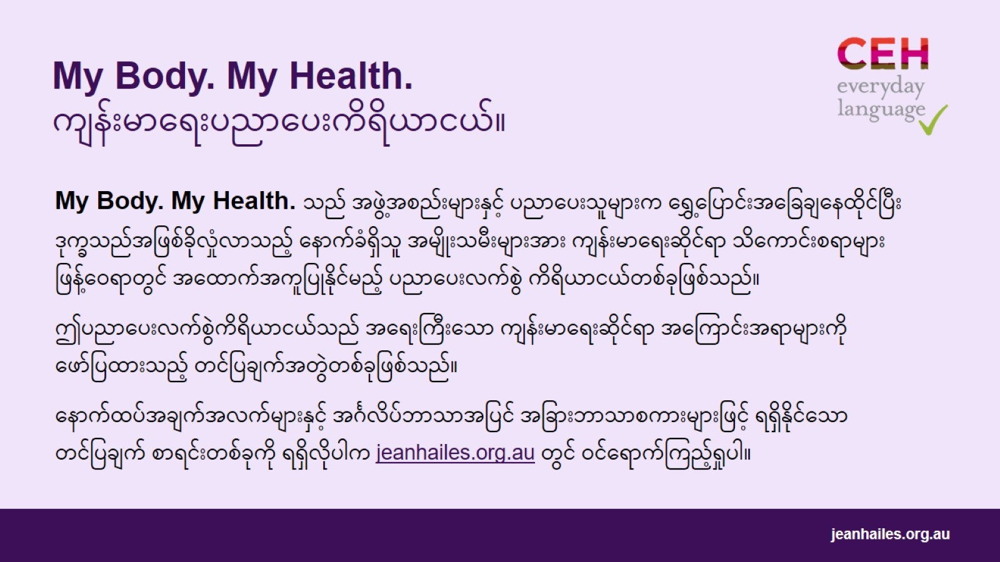 My Body. My Health.
ကျန်းမာရေးပညာပေးကိရိယာငယ်။
CEH
everyday
language
My Body. My Health. သည် အဖွဲ့အစည်းများနှင့် ပညာပေးသူများက ရွှေ့ပြောင်းအခြေချနေထိုင်ပြီး
ဒုက္ခသည်အဖြစ်ခိုလှုံလာသည့် နောက်ခံရှိသူ အမျိုးသမီးများအား ကျန်းမာရေးဆိုင်ရာ သိကောင်းစရာများ
ဖြန့်ဝေရာတွင် အထောက်အကူပြုနိုင်မည့် ပညာပေးလက်စွဲ ကိရိယာငယ်တစ်ခုဖြစ်သည်။
ဤပညာပေးလက်စွဲကိရိယာငယ်သည် အရေးကြီးသော ကျန်းမာရေးဆိုင်ရာ အကြောင်းအရာများကို
ဖော်ပြထားသည့် တင်ပြချက်အတွဲတစ်ခုဖြစ်သည်။
နောက်ထပ်အချက်အလက်များနှင့် အင်္ဂလိပ်ဘာသာအပြင် အခြားဘာသာစကားများဖြင့် ရရှိနိုင်သော
တင်ပြချက် စာရင်းတစ်ခုကို ရရှိလိုပါက jeanhailes.org.au တွင် ဝင်ရောက်ကြည့်ရှုပါ။
jeanhailes.org.au